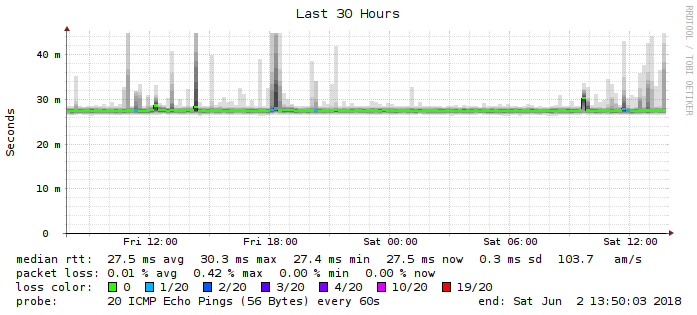 Last 30 Hours
RRDTOOL / TOBI OETIKER
Seconds
40 m
30 m
20 m
10 m
0
Fri 12:00 Fri 18:00 Sat 00:00 Sat 06:00 Sat 12:00
median rtt: 27.5 ms avg 30.3 ms max 27.4 ms min 27.5 ms now 0.3 ms sd 103.7 am/s
packet loss: 0.01 % avg 0.42 % max 0.00 % min 0.00 % now
loss color: 0 1/20 2/20 3/20 4/20 10/20 19/20
probe: 20 ICMP Echo Pings (56 Bytes) every 60s end: Sat Jun 2 13:50:03 2018